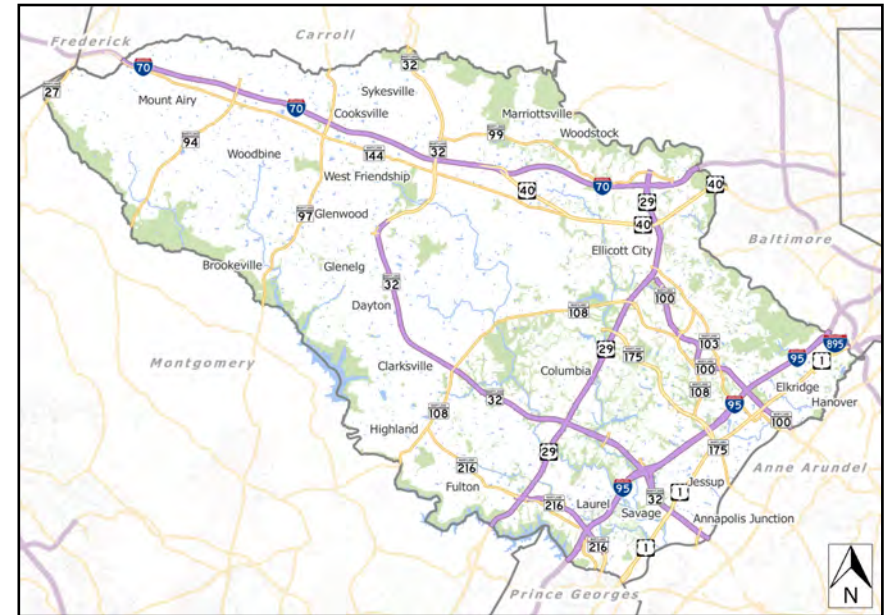 Frederick
Carroll
70
32
27
Mount Airy
70
Sykesville
Cooksville
Marriottsville
99
Woodstock
94
Woodbine
144
32
West Friendship
40
70
29
40
97
Glenwood
40
Ellicott City
Baltimore
Brookeville
Glenelg
32
Dayton
100
108
103
895
95
1
Montgomery
29
175
Clarksville
Columbia
100
108
Elkridge
Hanover
32
95
108
100
Highland
29
175
Anne Arundel
216
Fulton
95
Jessup
1
32
216
Laurel
Savage
Annapolis Junction
216
1
Prince Georges
N